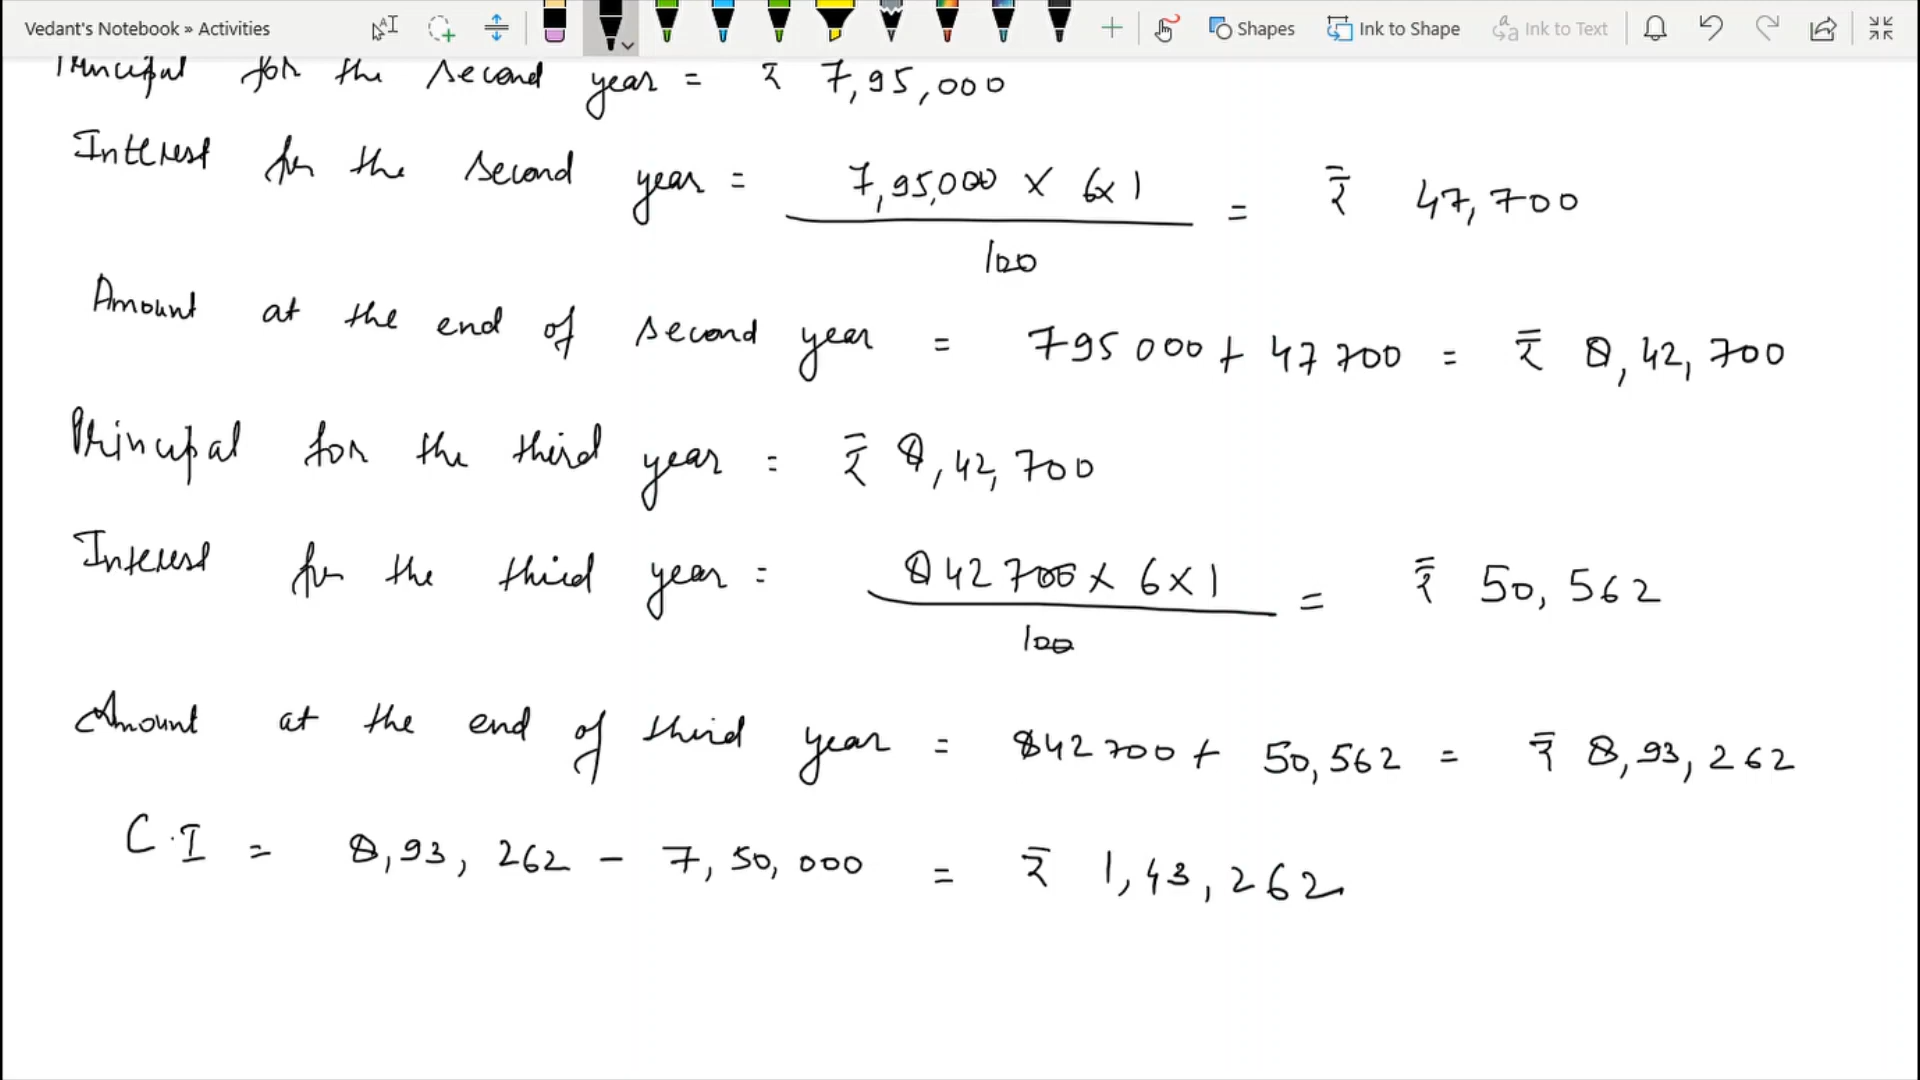 Vedant's Notebook » Activities Shapes Ink to Shape Ink to Text
Principal for the second year = ₹ 7,95,000
Interest for the second year = 7,95,000 × 6×1 / 100 = ₹ 47,700
Amount at the end of second year = 795000 + 47700 = ₹ 8,42,700
Principal for the third year = ₹ 8,42,700
Interest for the third year = 842700 × 6×1 / 100 = ₹ 50,562
Amount at the end of third year = 842700 + 50,562 = ₹ 8,93,262
C.I = 8,93,262 - 7,50,000 = ₹ 1,43,262